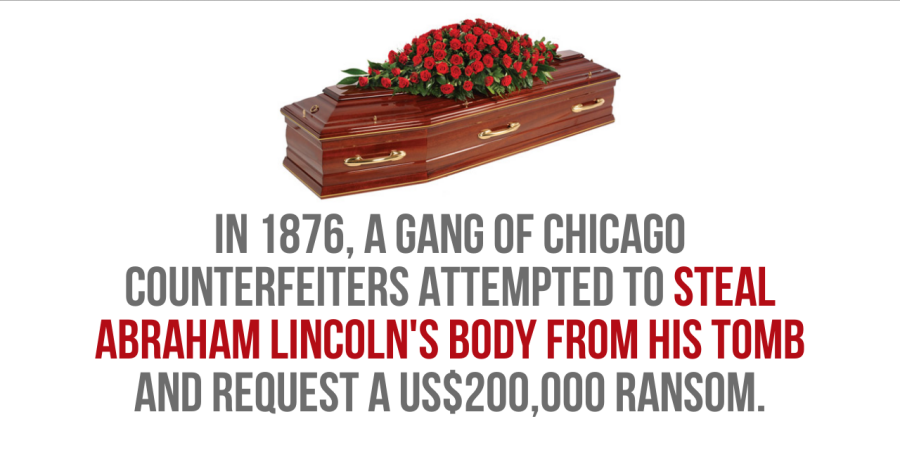 IN 1876, A GANG OF CHICAGO
COUNTERFEITERS ATTEMPTED TO STEAL
ABRAHAM LINCOLN'S BODY FROM HIS TOMB
AND REQUEST A US$200,000 RANSOM.